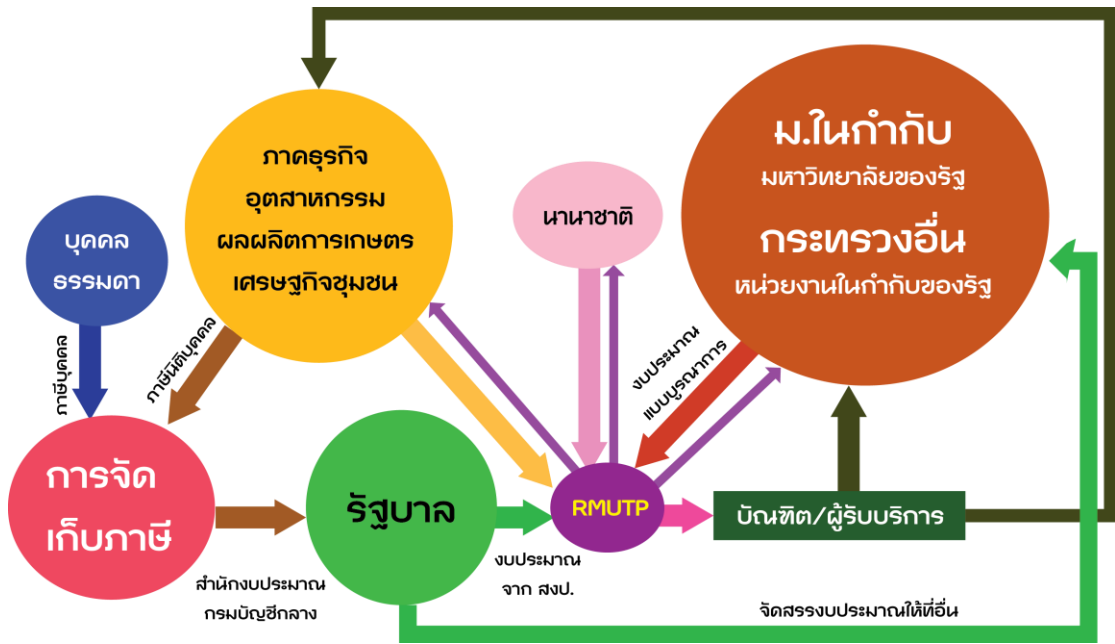 ภาคธุรกิจ
อุตสาหกรรม
ผลผลิตการเกษตร
เศรษฐกิจชุมชน
ม.ในกำกับ
มหาวิทยาลัยของรัฐ
กระทรวงอื่น
หน่วยงานในกำกับของรัฐ
นานาชาติ
บุคคล
ธรรมดา
ภาษีบุคคล
ภาษีนิติบุคคล
งบประมาณ
แบบบูรณาการ
การจัด
เก็บภาษี
รัฐบาล
RMUTP
บัณฑิต/ผู้รับบริการ
สำนักงบประมาณ
กรมบัญชีกลาง
งบประมาณ
จาก สงป.
จัดสรรงบประมาณให้ที่อื่น